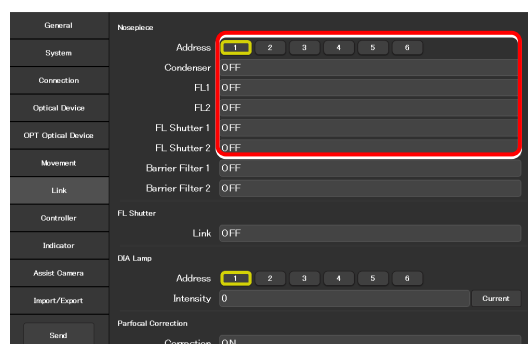 General
System
Connection
Optical Device
OPT Optical Device
Movement
Link
Controller
Indicator
Assist Camera
Import/Export
Send
Nosepiece
Address 1 2 3 4 5 6
Condenser OFF
FL1 OFF
FL2 OFF
FL Shutter 1 OFF
FL Shutter 2 OFF
Barrier Filter 1 OFF
Barrier Filter 2 OFF
FL Shutter
Link OFF
DIA Lamp
Address 1 2 3 4 5 6
Intensity 0 Current
Parfocal Correction
Correction ON